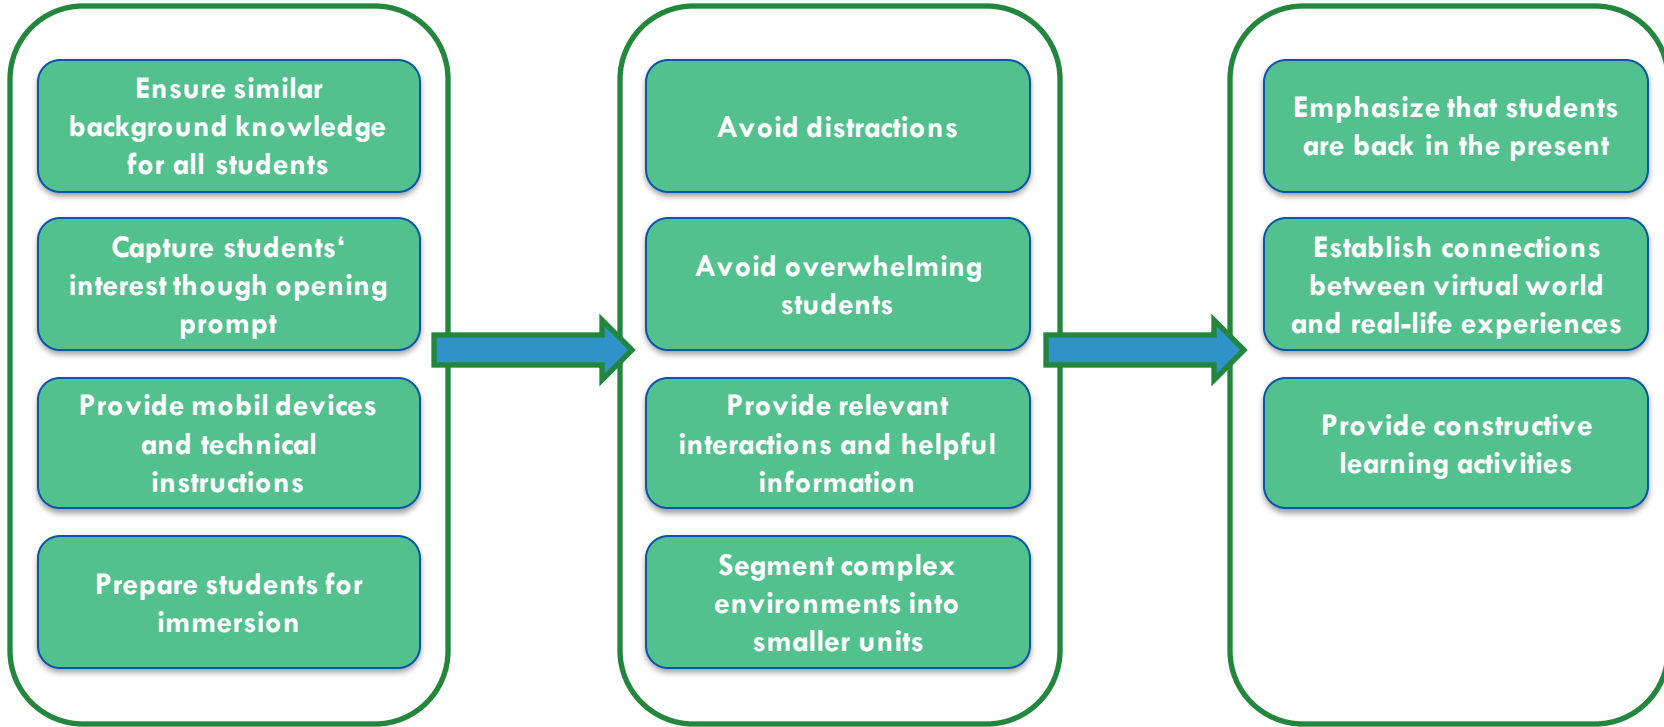 Ensure similar
background knowledge
for all students
Capture students‘
interest though opening
prompt
Provide mobil devices
and technical
instructions
Prepare students for
immersion
Avoid distractions
Avoid overwhelming
students
Provide relevant
interactions and helpful
information
Segment complex
environments into
smaller units
Emphasize that students
are back in the present
Establish connections
between virtual world
and real-life experiences
Provide constructive
learning activities